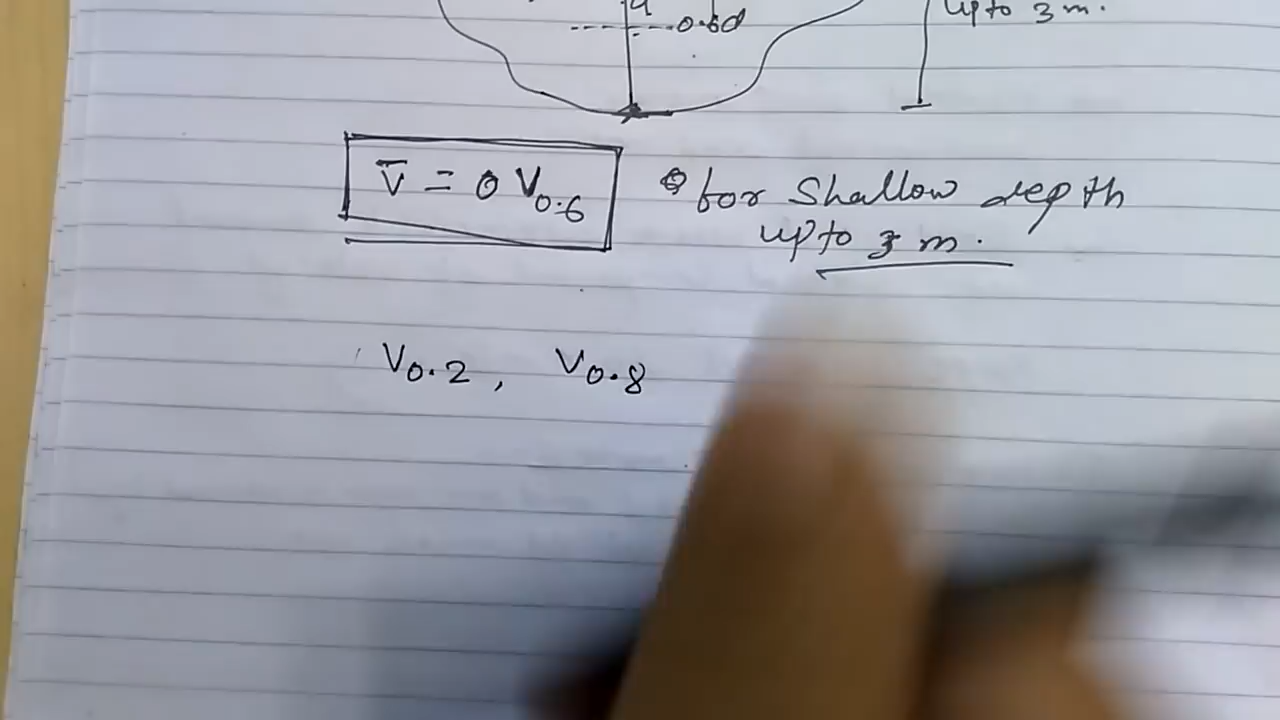 up to 3 m.
0.6d
V̅ = 0 V0.6
for Shallow depth
up to 3 m.
V0.2, V0.8